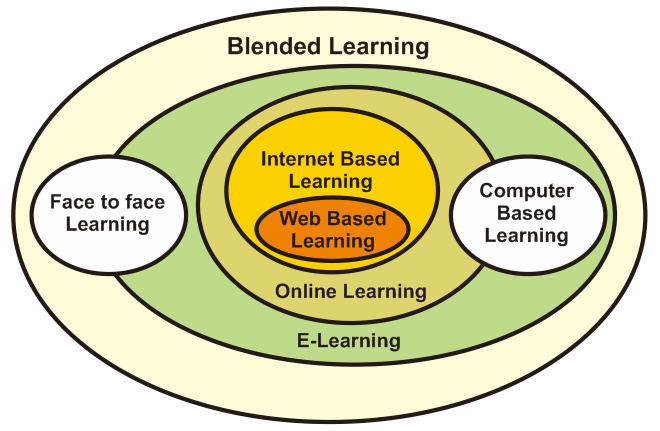 Blended Learning
Internet Based
Learning
Face to face
Learning
Computer
Based
Learning
Web Based
Learning
Online Learning
E-Learning